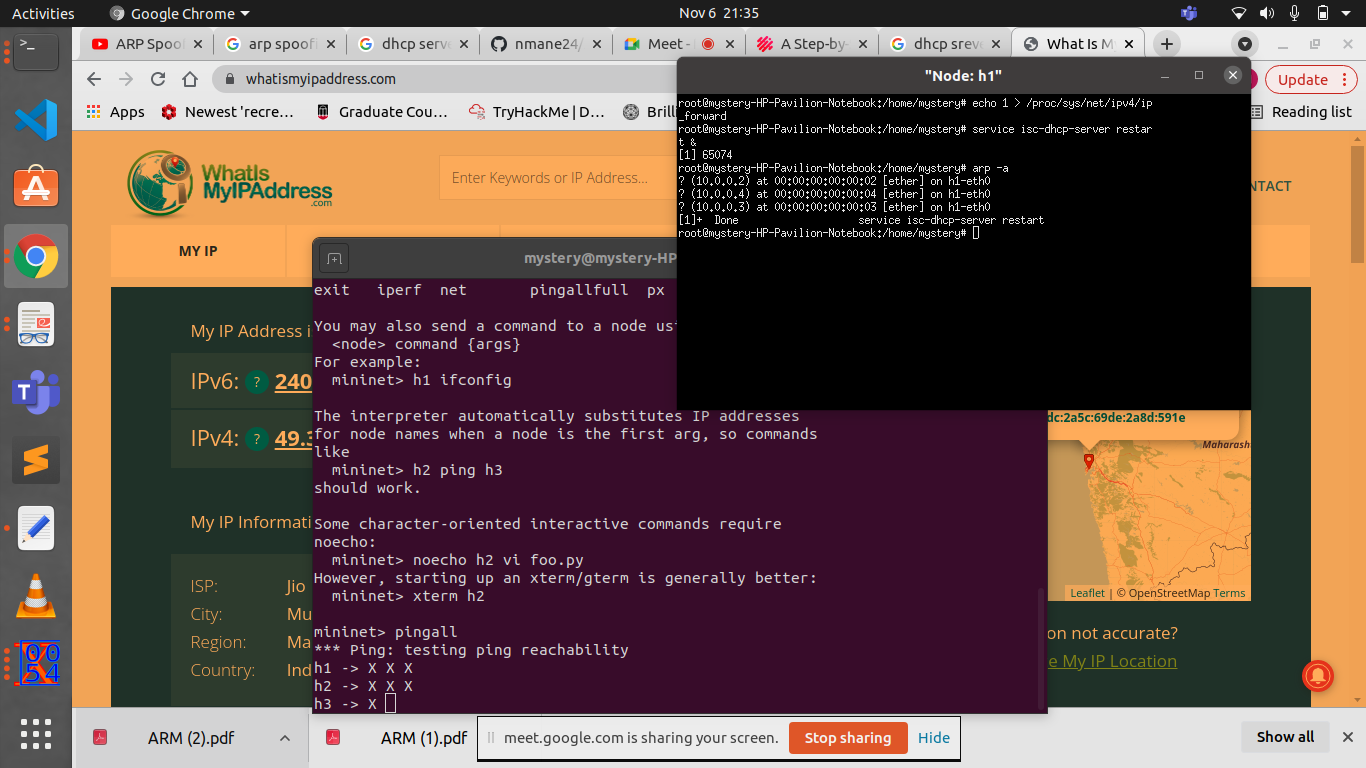 Activities
Google Chrome
Nov 6 21:35
ARP Spoof
arp spoofi
dhcp serve
nmane24/
Meet -
A Step-by-
dhcp sreve
What Is My
whatismyipaddress.com
Update
Apps
Newest 'recre…
Geographic Cou…
TryHackMe | D…
Brilli
Reading list
"Node: h1"
root@mystery-HP-Pavilion-Notebook:/home/mystery# echo 1 > /proc/sys/net/ipv4/ip
_forward
root@mystery-HP-Pavilion-Notebook:/home/mystery# service isc-dhcp-server restar
t &
[1] 65074
root@mystery-HP-Pavilion-Notebook:/home/mystery# arp -a
? (10.0.0.2) at 00:00:00:00:00:02 [ether] on h1-eth0
? (10.0.0.4) at 00:00:00:00:00:04 [ether] on h1-eth0
? (10.0.0.3) at 00:00:00:00:00:03 [ether] on h1-eth0
[1]+ Done service isc-dhcp-server restart
root@mystery-HP-Pavilion-Notebook:/home/mystery#
WhatIs
MyIPAddress
.com
Enter Keywords or IP Address...
NTACT
MY IP
My IP Address i
IPv6: ? 240
IPv4: ? 49.3
My IP Informati
ISP: Jio
City: Mu
Region: Ma
Country: Ind
mystery@mystery-HP
exit iperf net pingallfull px
You may also send a command to a node usi
<node> command {args}
For example:
mininet> h1 ifconfig
The interpreter automatically substitutes IP addresses
for node names when a node is the first arg, so commands
like
mininet> h2 ping h3
should work.
Some character-oriented interactive commands require
noecho:
mininet> noecho h2 vi foo.py
However, starting up an xterm/gterm is generally better:
mininet> xterm h2
mininet> pingall
*** Ping: testing ping reachability
h1 -> X X X
h2 -> X X X
h3 -> X
dc:2a5c:69de:2a8d:591e
Maharash
Leaflet | © OpenStreetMap Terms
on not accurate?
e My IP Location
ARM (2).pdf
ARM (1).pdf
meet.google.com is sharing your screen.
Stop sharing
Hide
Show all